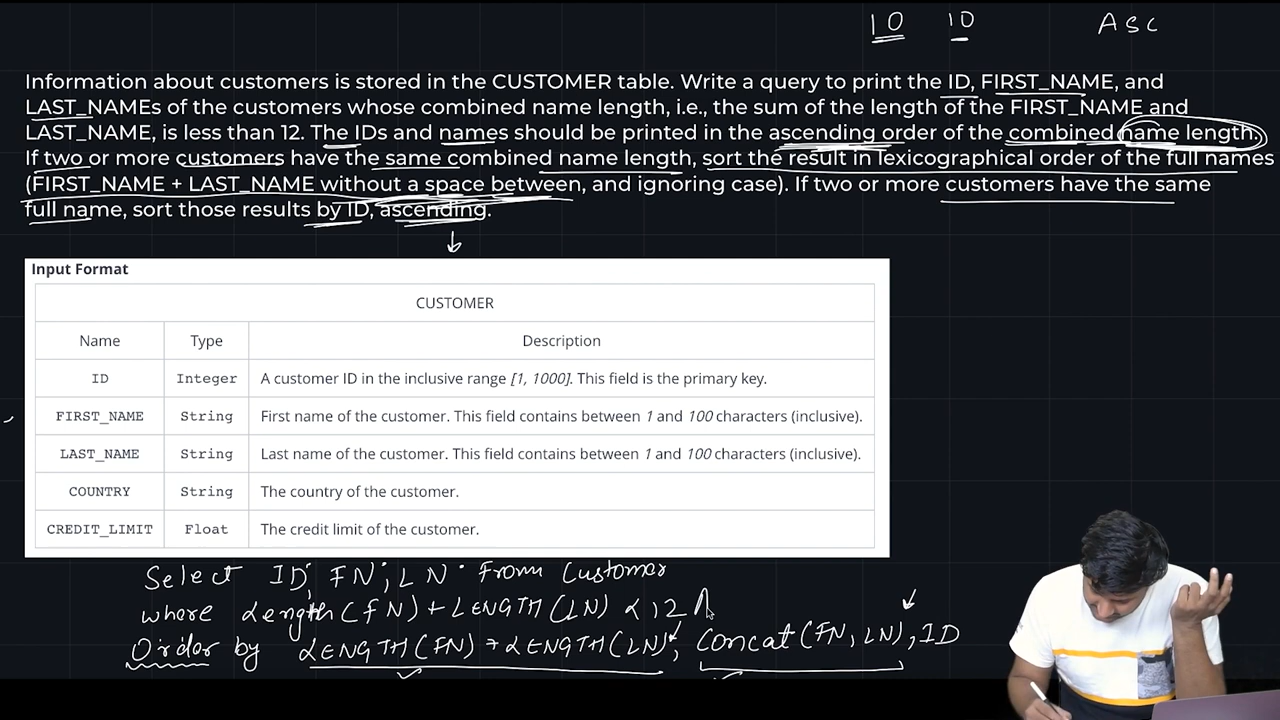 10 10 ASC
Information about customers is stored in the CUSTOMER table. Write a query to print the ID, FIRST_NAME, and
LAST_NAMEs of the customers whose combined name length, i.e., the sum of the length of the FIRST_NAME and
LAST_NAME, is less than 12. The IDs and names should be printed in the ascending order of the combined name length.
If two or more customers have the same combined name length, sort the result in lexicographical order of the full names
(FIRST_NAME + LAST_NAME without a space between, and ignoring case). If two or more customers have the same
full name, sort those results by ID, ascending.
Input Format
CUSTOMER
Name Type Description
ID Integer A customer ID in the inclusive range [1, 1000]. This field is the primary key.
FIRST_NAME String First name of the customer. This field contains between 1 and 100 characters (inclusive).
LAST_NAME String Last name of the customer. This field contains between 1 and 100 characters (inclusive).
COUNTRY String The country of the customer.
CREDIT_LIMIT Float The credit limit of the customer.
Select ID, FN, LN from Customer
where Length(FN) + LENGTH(LN) < 12
Order by LENGTH(FN) + LENGTH(LN), Concat(FN, LN), ID